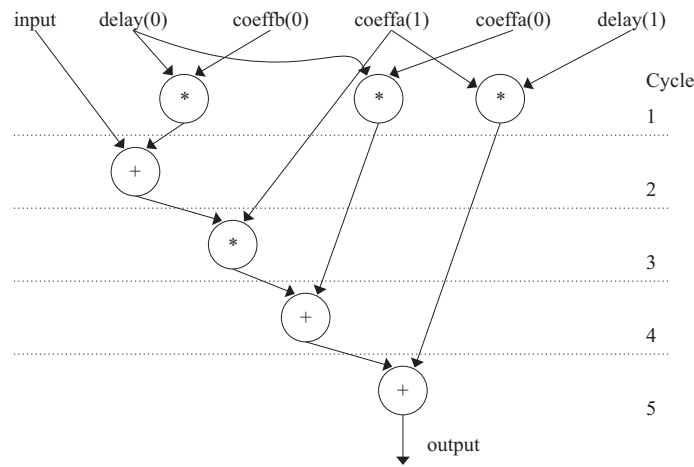 input delay(0) coeffb(0) coeffa(1) coeffa(0) delay(1)
Cycle
* * *
1
+
2
*
3
+
4
+
5
output